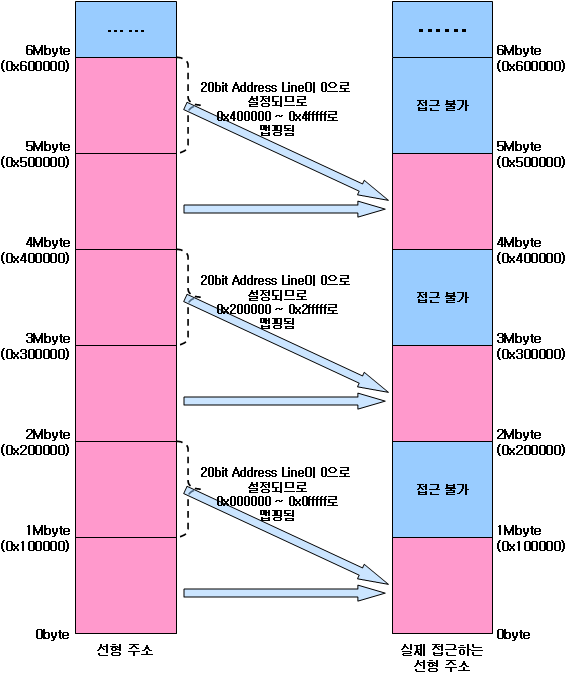 ......
6Mbyte
(0x600000)
20bit Address Line이 0으로
설정되므로
0x400000 ~ 0x4fffff로
맵핑됨
5Mbyte
(0x500000)
4Mbyte
(0x400000)
20bit Address Line이 0으로
설정되므로
0x200000 ~ 0x2fffff로
맵핑됨
3Mbyte
(0x300000)
2Mbyte
(0x200000)
20bit Address Line이 0으로
설정되므로
0x000000 ~ 0x0fffff로
맵핑됨
1Mbyte
(0x100000)
0byte
선형 주소
......
6Mbyte
(0x600000)
접근 불가
5Mbyte
(0x500000)
4Mbyte
(0x400000)
접근 불가
3Mbyte
(0x300000)
2Mbyte
(0x200000)
접근 불가
1Mbyte
(0x100000)
0byte
실제 접근하는
선형 주소